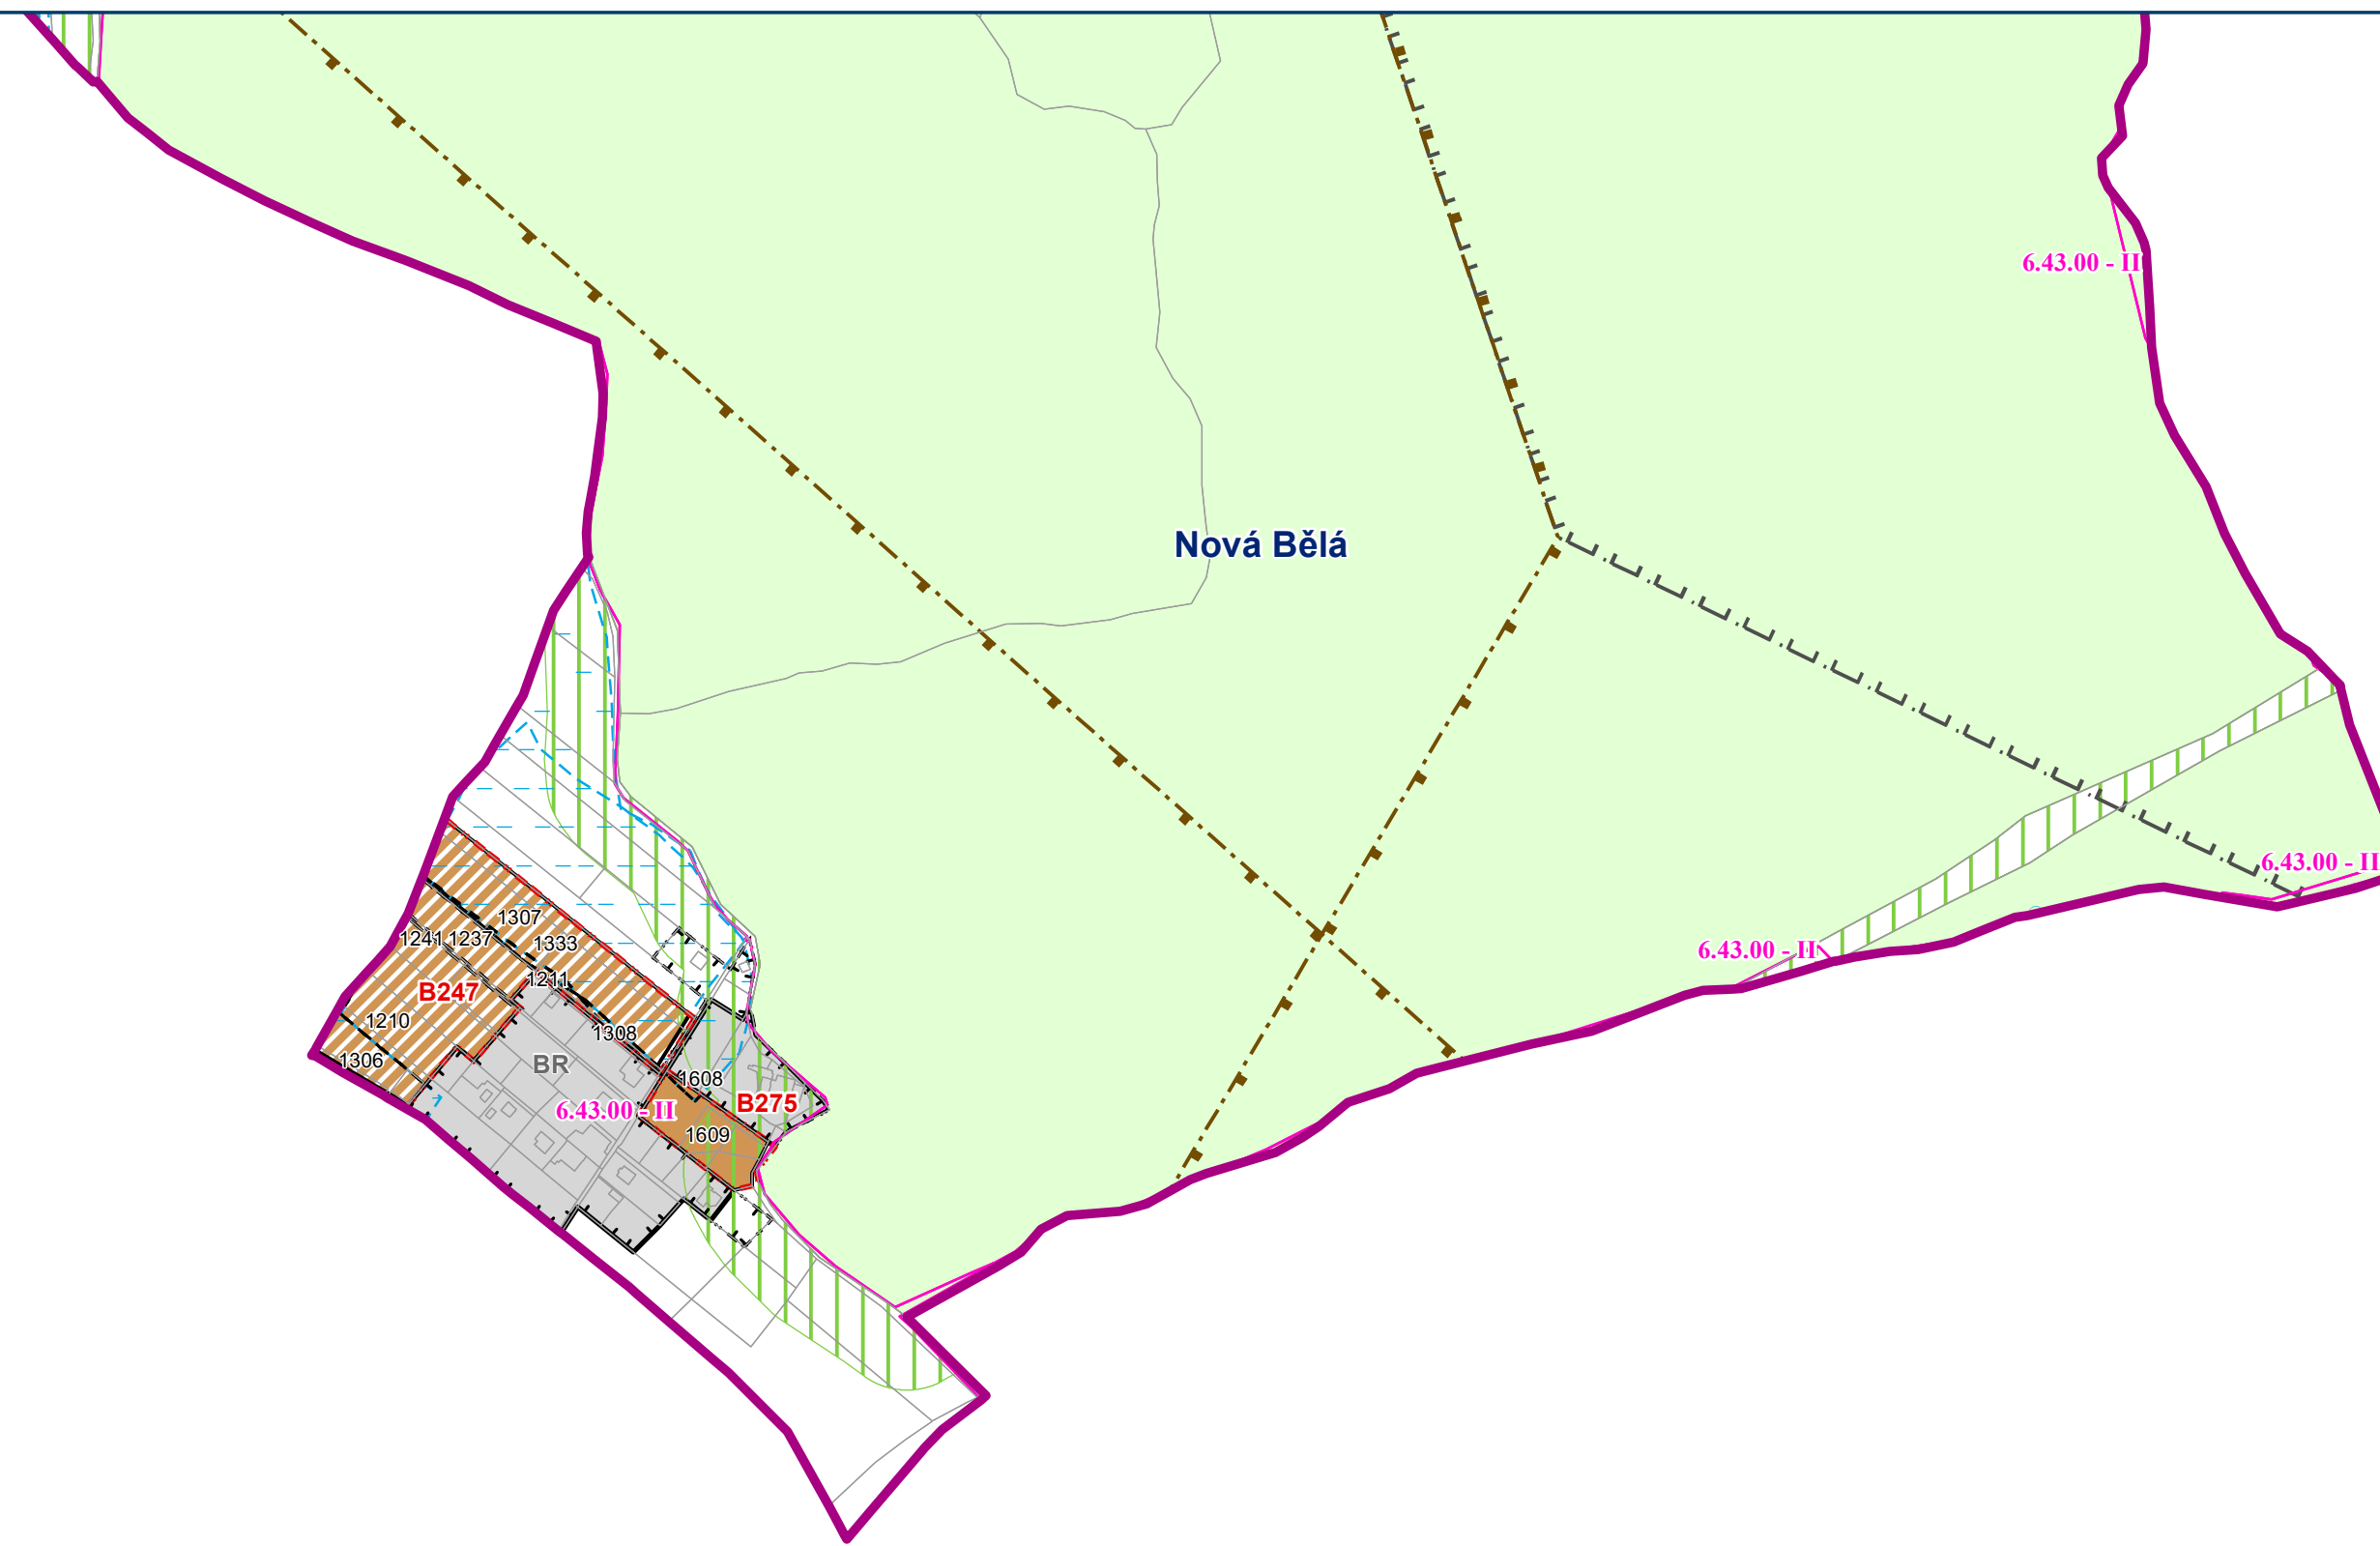 6.43.00 - II
Nová Bělá
6.43.00 - II
1307
1241
1237
1333
6.43.00 - II
1211
B247
1210
1308
1306
BR
1608
B275
6.43.00 - II
1609